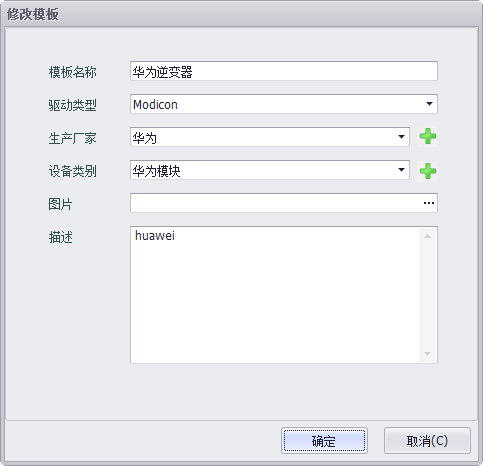 修改模板
模板名称 华为逆变器
驱动类型 Modicon
生产厂家 华为
设备类别 华为模块
图片 ...
描述 huawei
确定 取消(C)